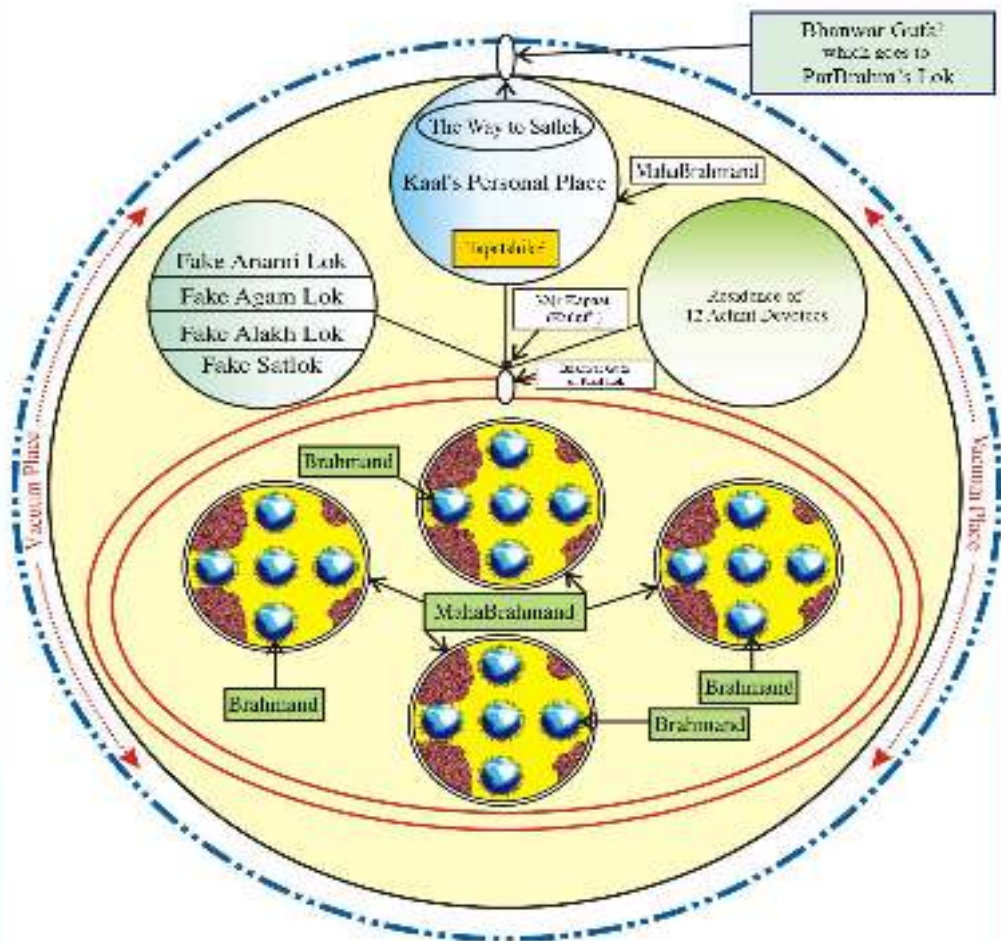 Bhanwar Gufa
which goes to
ParBrahm's Lok
The Way to Satlok
Kaal's Personal Place
MahaBrahmand
Fake Anami Lok
Fake Agam Lok
Fake Alakh Lok
Fake Satlok
Residence of
12 Devotees
Vacuum Place
Vacuum Place
Brahmand
MahaBrahmand
Brahmand
Brahmand
Brahmand